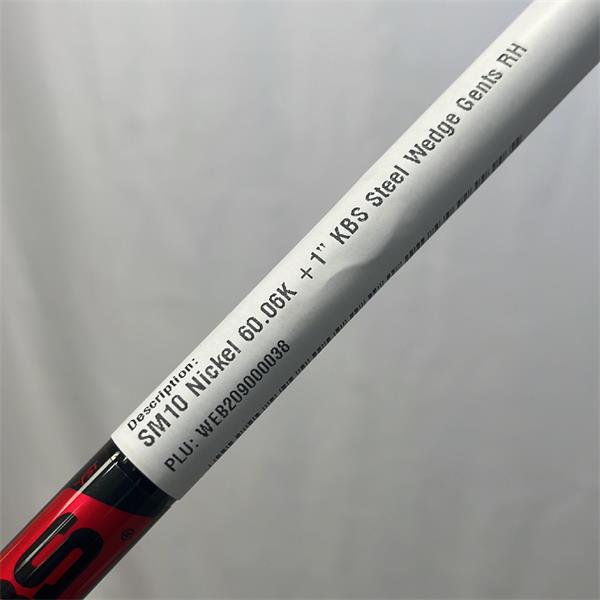 Description:
SM10 Nickel 60.06K +1" KBS Steel Wedge Gents RH
PLU: WEB209000038